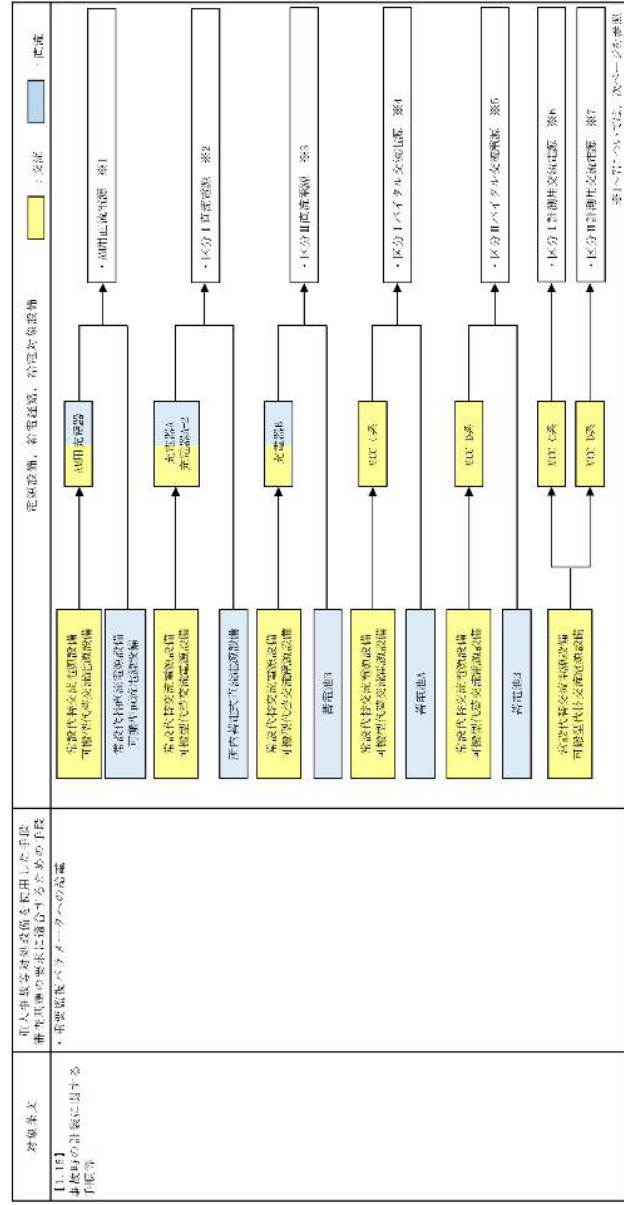 対象条文
重大事故等対処設備を使用した手段
審査基準の要求に適合するための手段
電源設備、給電経路、給電対象設備
：交流
：直流
【1.15】
事故時の計装に関する
手順等
・重要監視パラメータへの給電
常設代替交流電源設備
可搬型代替交流電源設備
AM用充電器
常設代替直流電源設備
可搬型代替直流電源設備
・AM用直流電源 ※1
常設代替交流電源設備
可搬型代替交流電源設備
充電器A
充電器A-2
所内蓄電式直流電源設備
・区分Ⅰ直流電源 ※2
常設代替交流電源設備
可搬型代替交流電源設備
充電器B
蓄電池B
・区分Ⅱ直流電源 ※3
常設代替交流電源設備
可搬型代替交流電源設備
MCC C系
蓄電池A
・区分Ⅰバイタル交流電源 ※4
常設代替交流電源設備
可搬型代替交流電源設備
MCC D系
蓄電池B
・区分Ⅱバイタル交流電源 ※5
常設代替交流電源設備
可搬型代替交流電源設備
MCC C系
・区分Ⅰ計測用交流電源 ※6
MCC D系
・区分Ⅱ計測用交流電源 ※7
※1～7については、次ページを参照